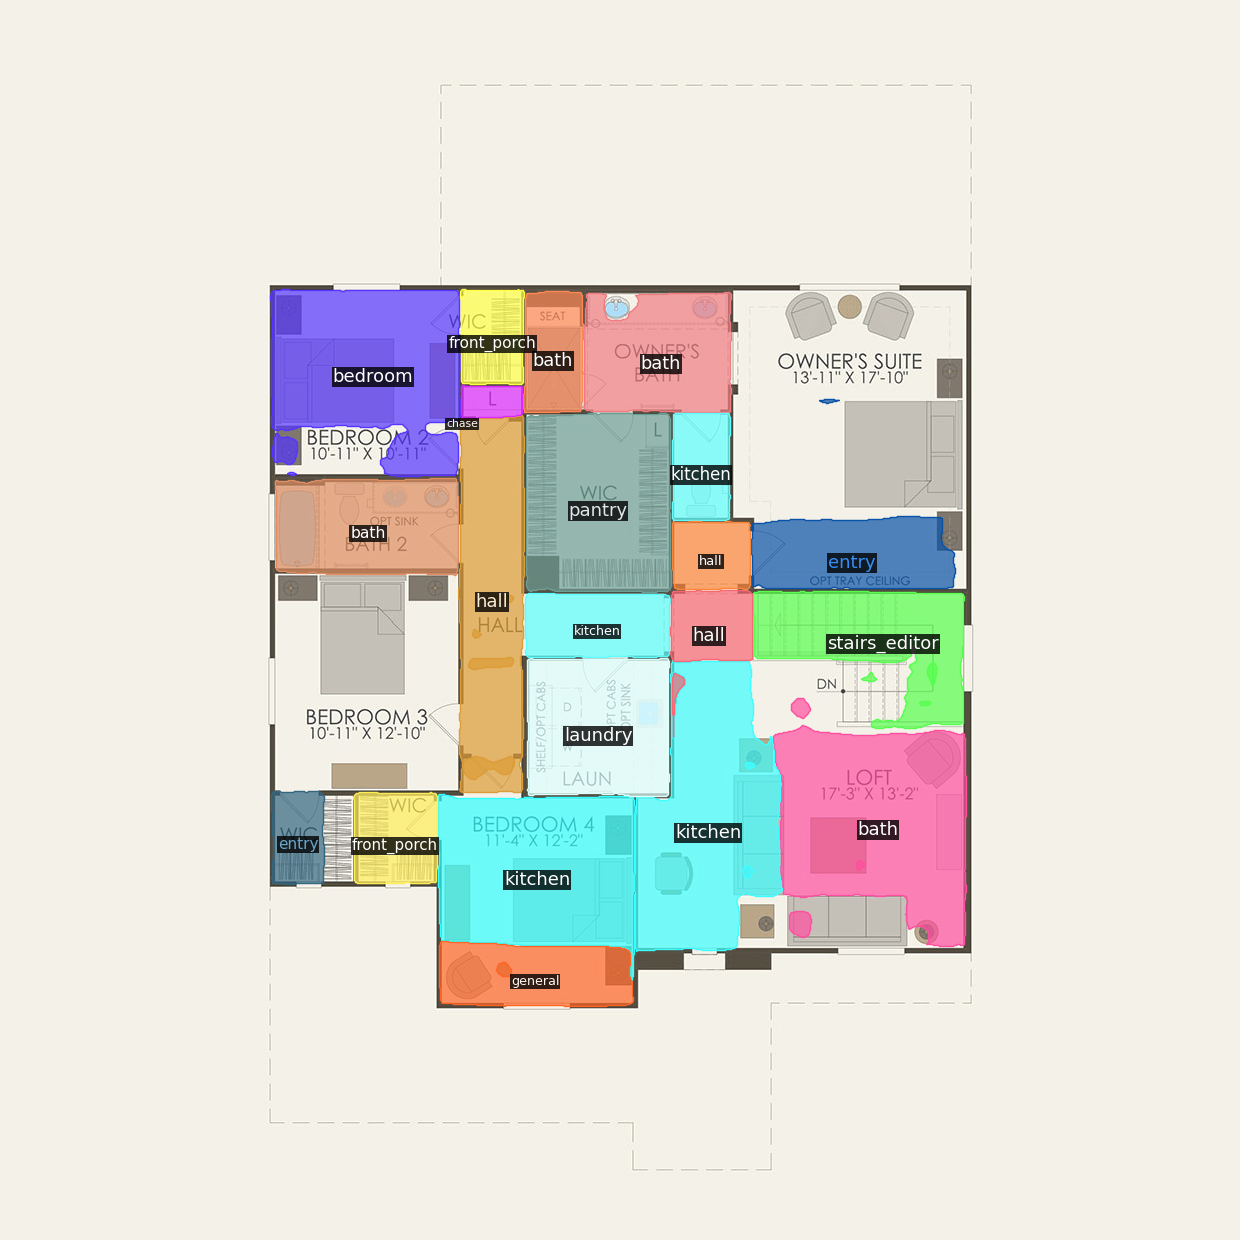 WIC
front_porch
SEAT
bath
OWNER'S
BATH
bath
OWNER'S SUITE
13'-11" X 17'-10"
bedroom
L
chase
BEDROOM 2
10'-11" X 10'-11"
L
kitchen
WIC
pantry
OPT SINK
bath
BATH 2
hall
entry
OPT TRAY CEILING
hall
HALL
kitchen
hall
stairs_editor
DN
BEDROOM 3
10'-11" X 12'-10"
SHELF/OPT CABS
D
W
OPT CABS
OPT SINK
laundry
LAUN
LOFT
17'-3" X 13'-2"
bath
WIC
entry
WIC
front_porch
BEDROOM 4
11'-4" X 12'-2"
kitchen
kitchen
general